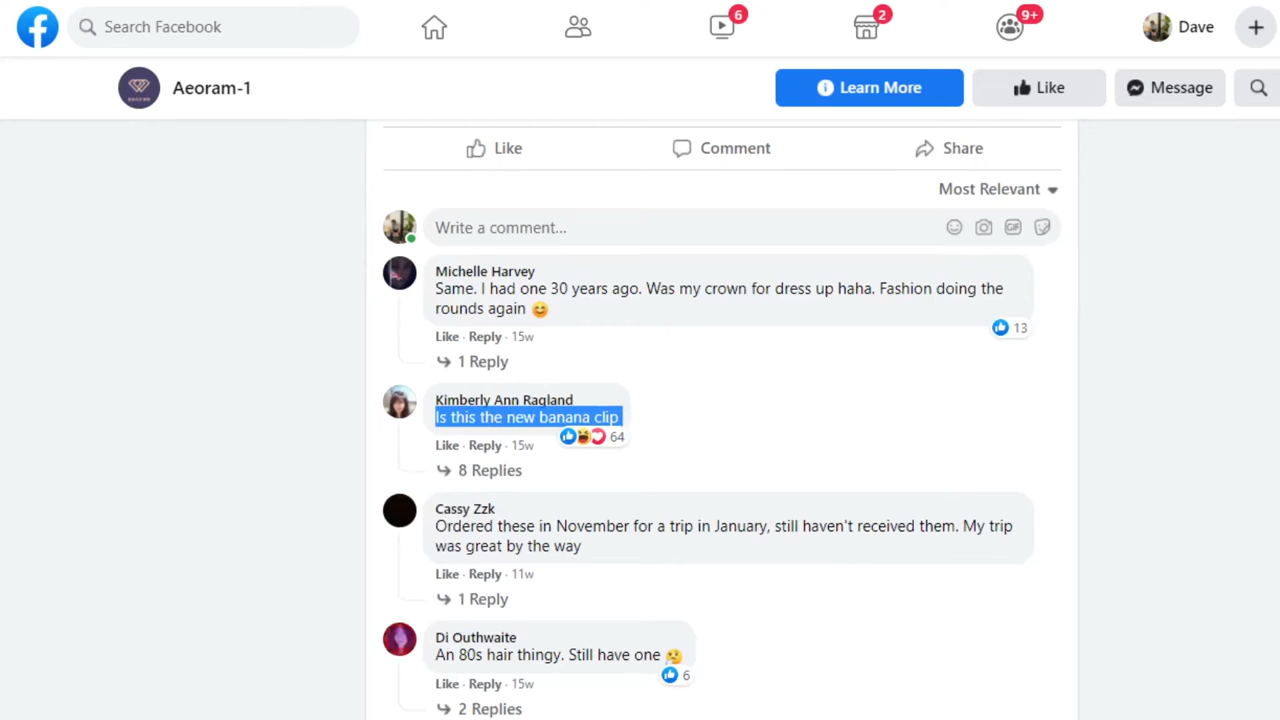 Search Facebook
6
2
9+
Dave
Aeoram-1
Learn More
Like
Message
Like
Comment
Share
Most Relevant
Write a comment...
GIF
Michelle Harvey
Same. I had one 30 years ago. Was my crown for dress up haha. Fashion doing the
rounds again 😊
13
Like · Reply · 15w
1 Reply
Kimberly Ann Ragland
Is this the new banana clip
64
Like · Reply · 15w
8 Replies
Cassy Zzk
Ordered these in November for a trip in January, still haven't received them. My trip
was great by the way
Like · Reply · 11w
1 Reply
Di Outhwaite
An 80s hair thingy. Still have one 🤔
6
Like · Reply · 15w
2 Replies